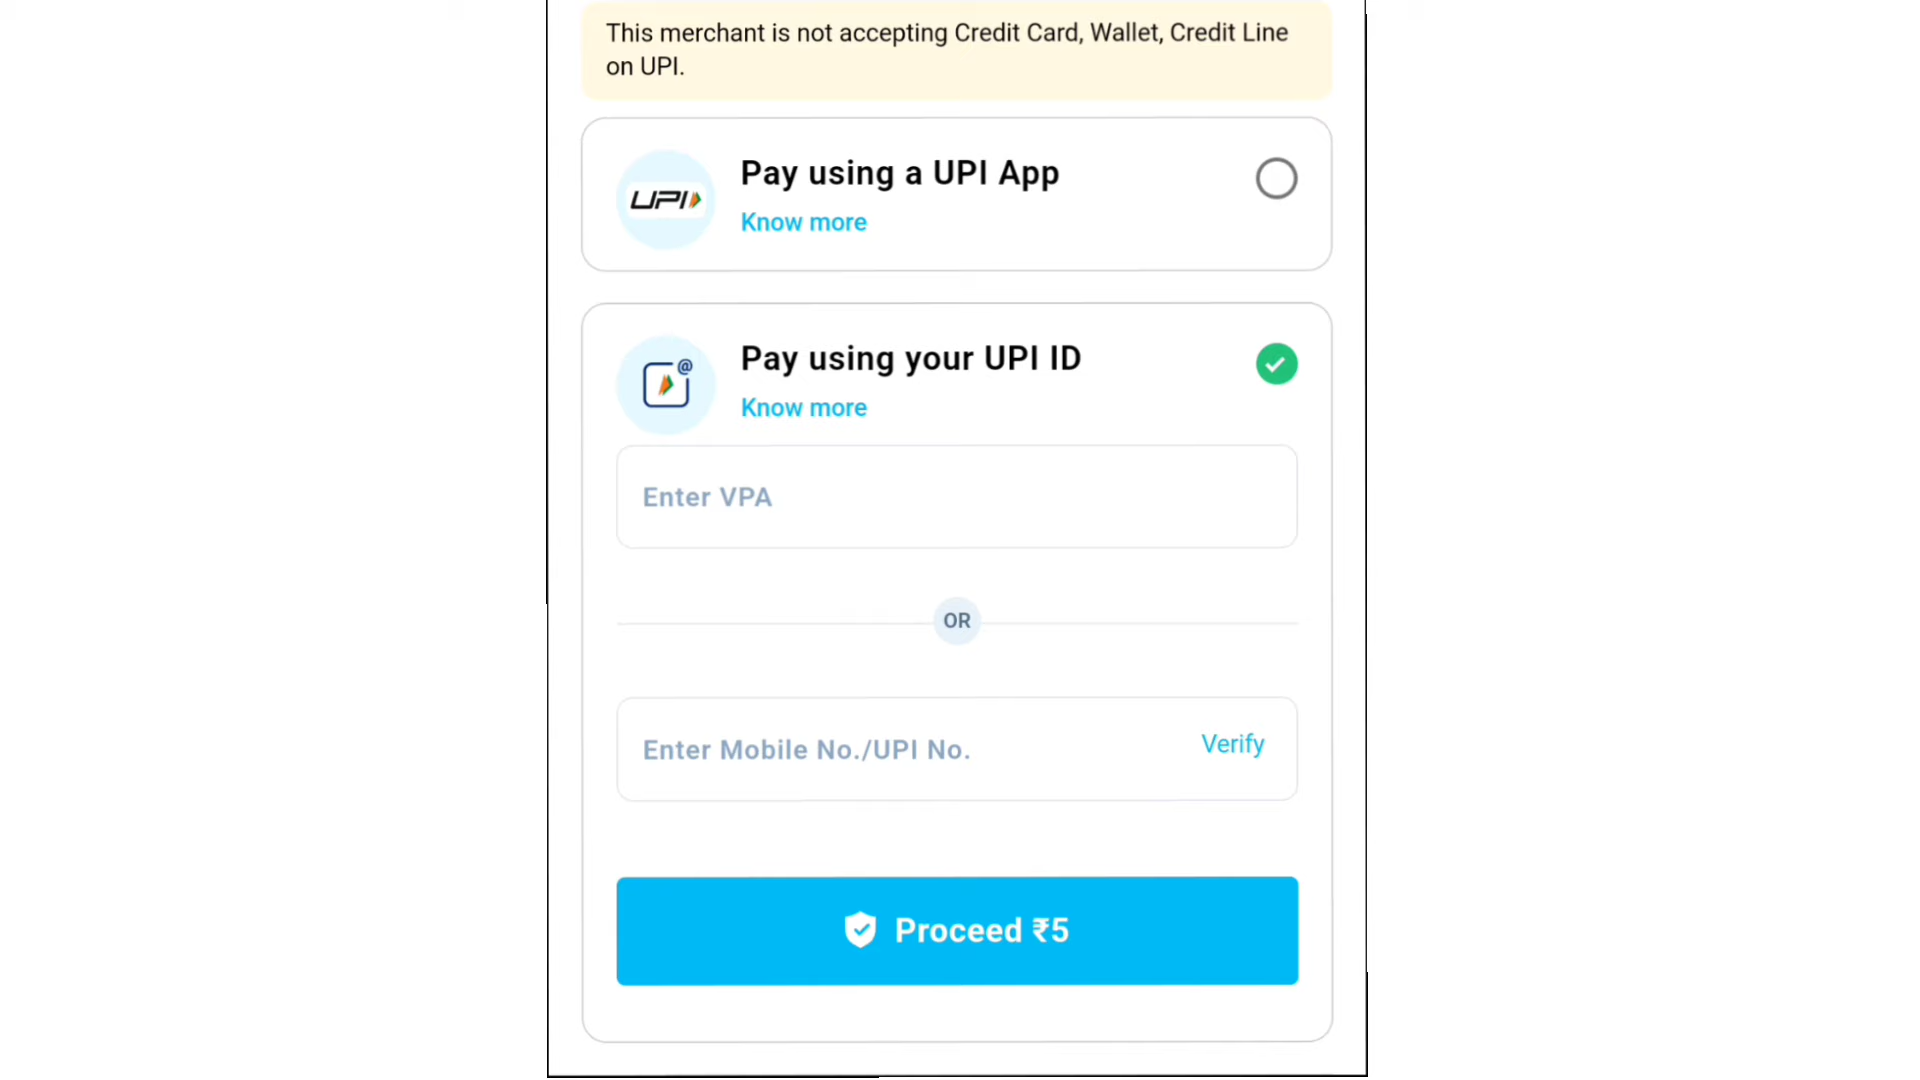 This merchant is not accepting Credit Card, Wallet, Credit Line
on UPI.
UPI
Pay using a UPI App
Know more
@
Pay using your UPI ID
Know more
Enter VPA
OR
Enter Mobile No./UPI No.
Verify
Proceed ₹5